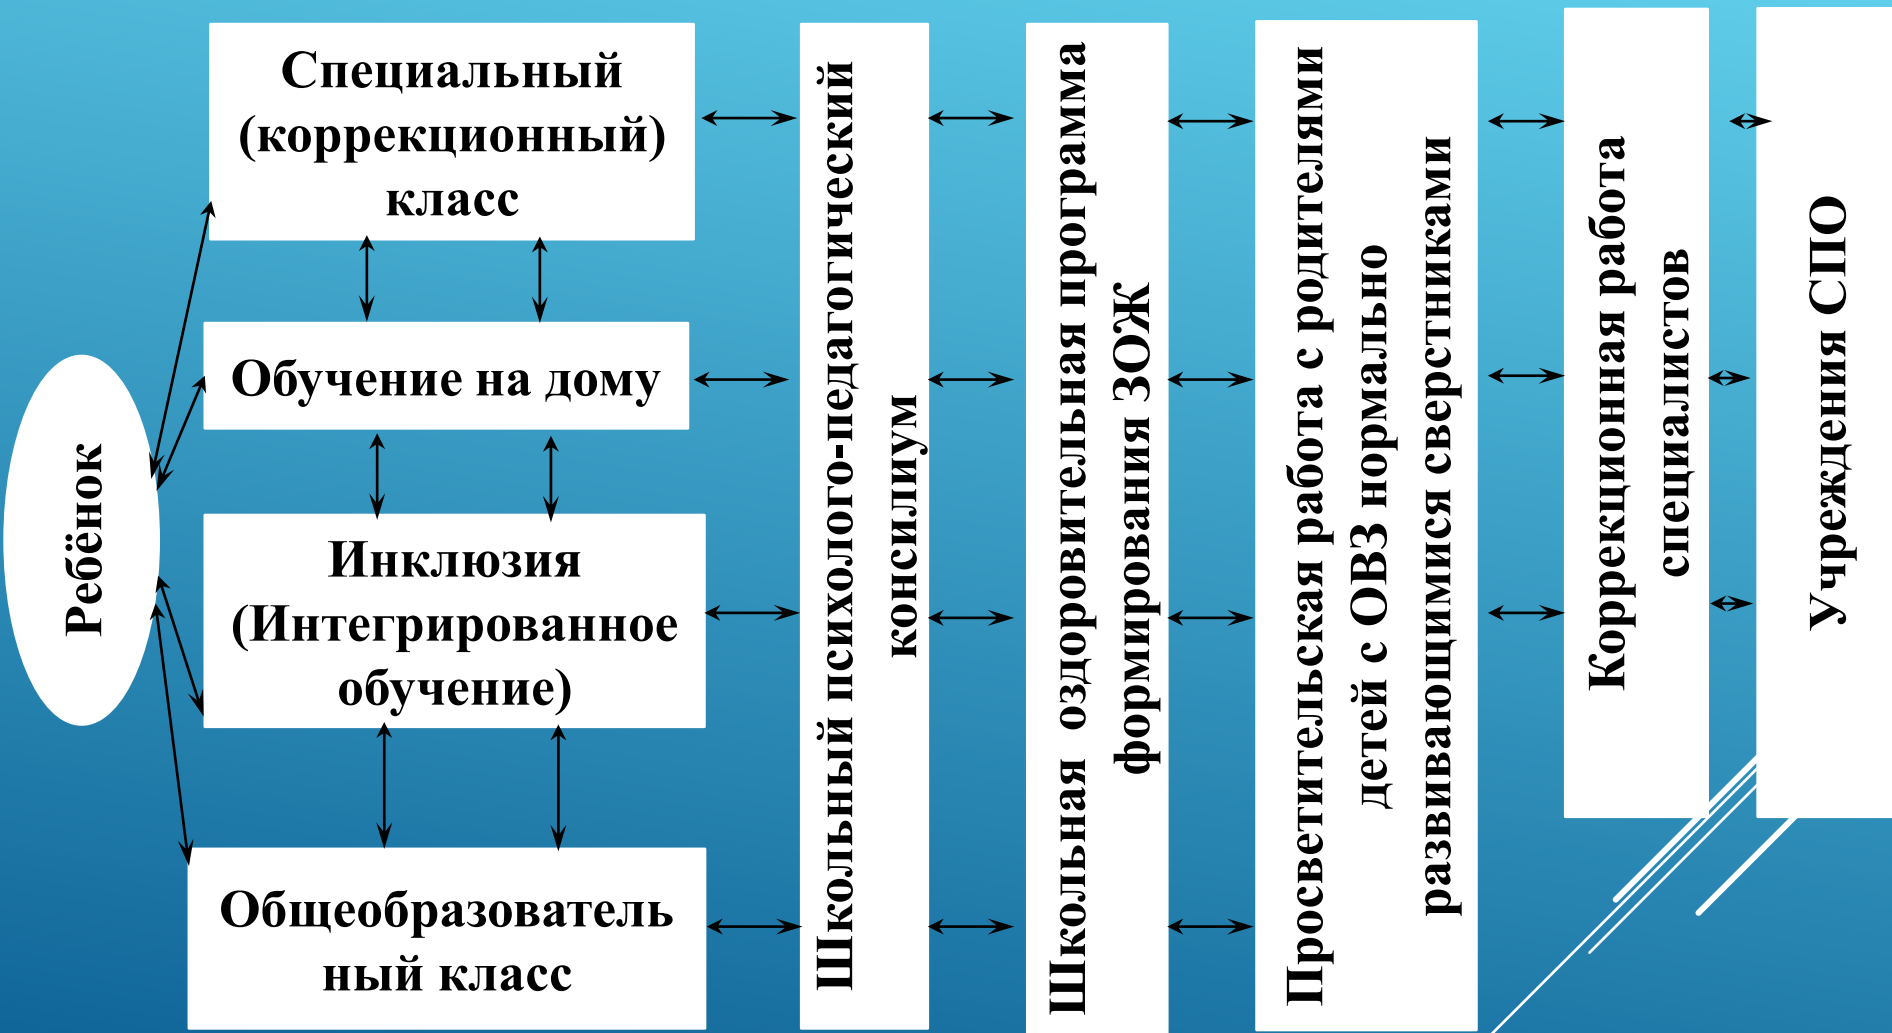 Ребёнок
Специальный
(коррекционный)
класс
Обучение на дому
Инклюзия
(Интегрированное
обучение)
Общеобразователь
ный класс
Школьный психолого-педагогический
консилиум
Школьная оздоровительная программа
формирования ЗОЖ
Просветительская работа с родителями
детей с ОВЗ нормально
развивающимися сверстниками
Коррекционная работа
специалистов
Учреждения СПО